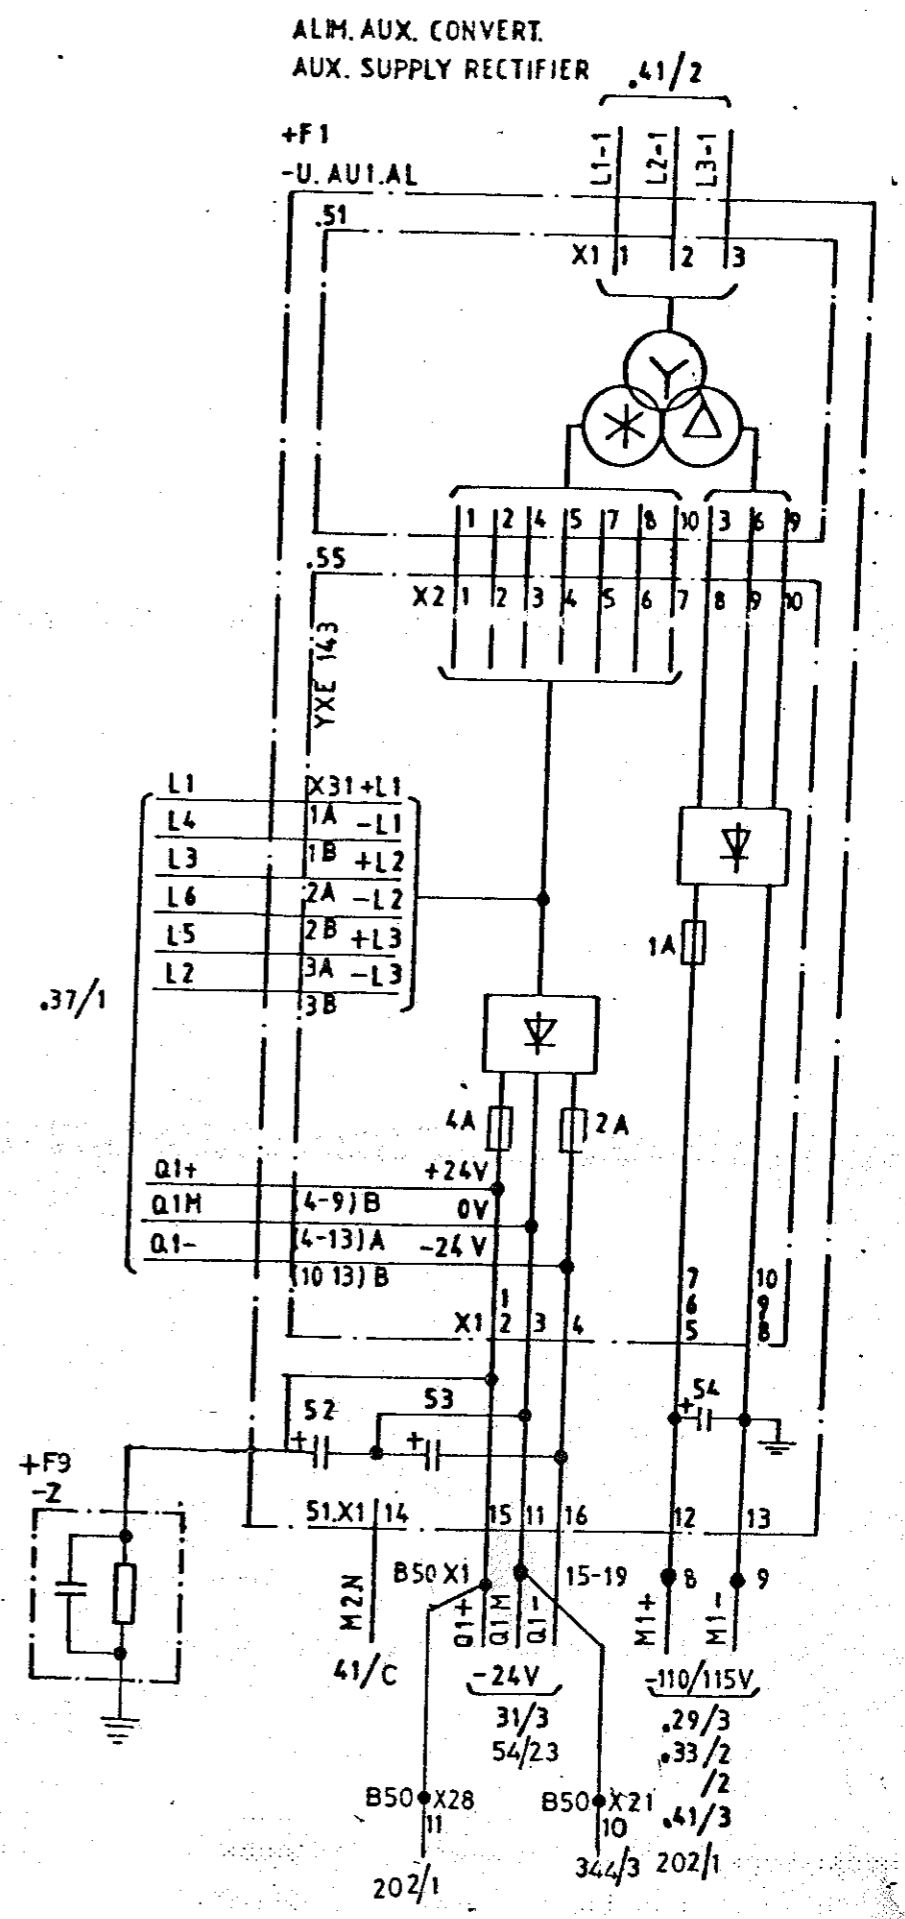 ALIM. AUX. CONVERT.
AUX. SUPPLY RECTIFIER
.41/2
+F1
-U. AU1.AL
L1-1
L2-1
L3-1
.51
X1 1 2 3
1 2 4 5 7 8 10 3 6 9
.55
X2 1 2 3 4 5 6 7 8 9 10
YXE 143
L1 X31 +L1
L4 1A -L1
L3 1B +L2
L6 2A -L2
L5 2B +L3
L2 3A -L3
3B
.37/1
1A
4A 2A
Q1+ +24V
Q1M (4-9)B 0V
Q1- (4-13)A -24V
(10 13)B
1 7 10
6 9
X1 2 3 4 5 8
52 53 +54
+ +
+F9
-2
51.X1 14 15 11 16 12 13
B50 X1 15-19 8 9
M2N
Q1+
Q1M
Q1-
M1+
M1-
41/C
-24V
-110/115V
31/3
54/23
.29/3
.33/2
/2
.41/3
202/1
B50 X28
11
202/1
B50 X21
10
344/3